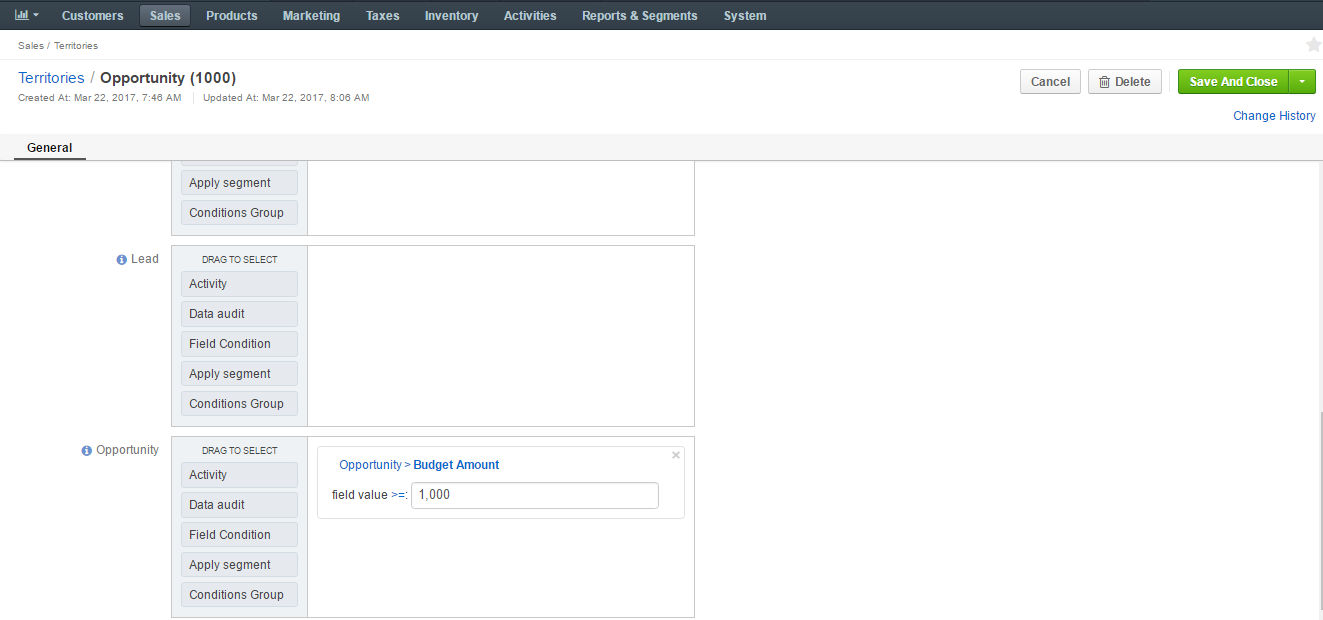 Customers Sales Products Marketing Taxes Inventory Activities Reports & Segments System
Sales / Territories
Territories / Opportunity (1000)
Cancel Delete Save And Close
Created At: Mar 22, 2017, 7:46 AM Updated At: Mar 22, 2017, 8:06 AM
Change History
General
Apply segment
Conditions Group
Lead
DRAG TO SELECT
Activity
Data audit
Field Condition
Apply segment
Conditions Group
Opportunity
DRAG TO SELECT
Activity
Data audit
Field Condition
Apply segment
Conditions Group
Opportunity > Budget Amount
field value >=: 1,000